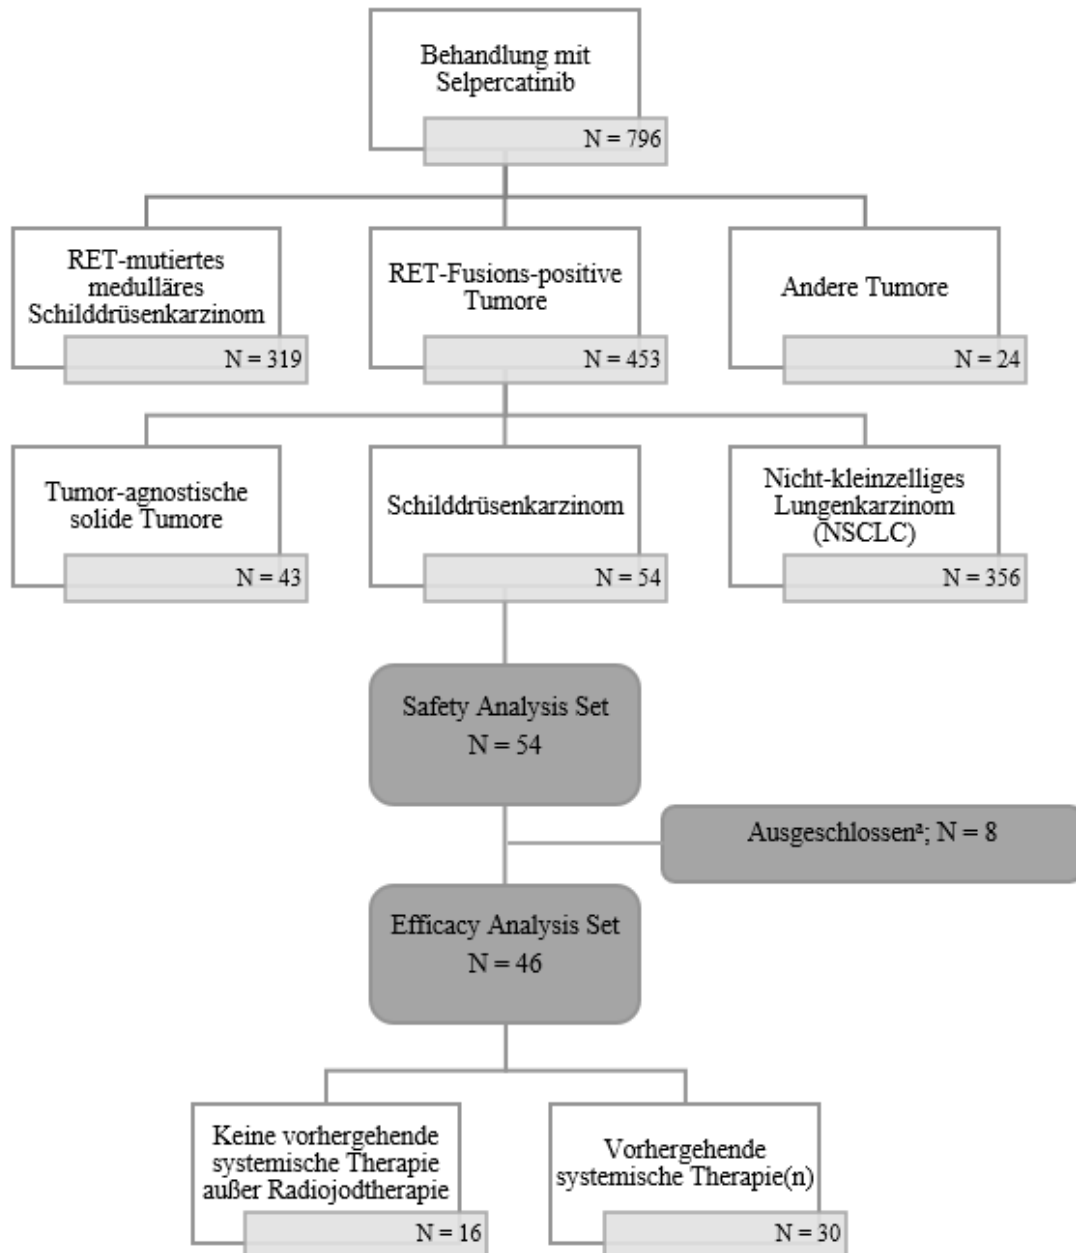 Behandlung mit
Selpercatinib
N = 796
RET-mutiertes
medulläres
Schilddrüsenkarzinom
N = 319
RET-Fusions-positive
Tumore
N = 453
Andere Tumore
N = 24
Tumor-agnostische
solide Tumore
N = 43
Schilddrüsenkarzinom
N = 54
Nicht-kleinzelliges
Lungenkarzinom
(NSCLC)
N = 356
Safety Analysis Set
N = 54
Ausgeschlossenª; N = 8
Efficacy Analysis Set
N = 46
Keine vorhergehende
systemische Therapie
außer Radiojodtherapie
N = 16
Vorhergehende
systemische Therapie(n)
N = 30